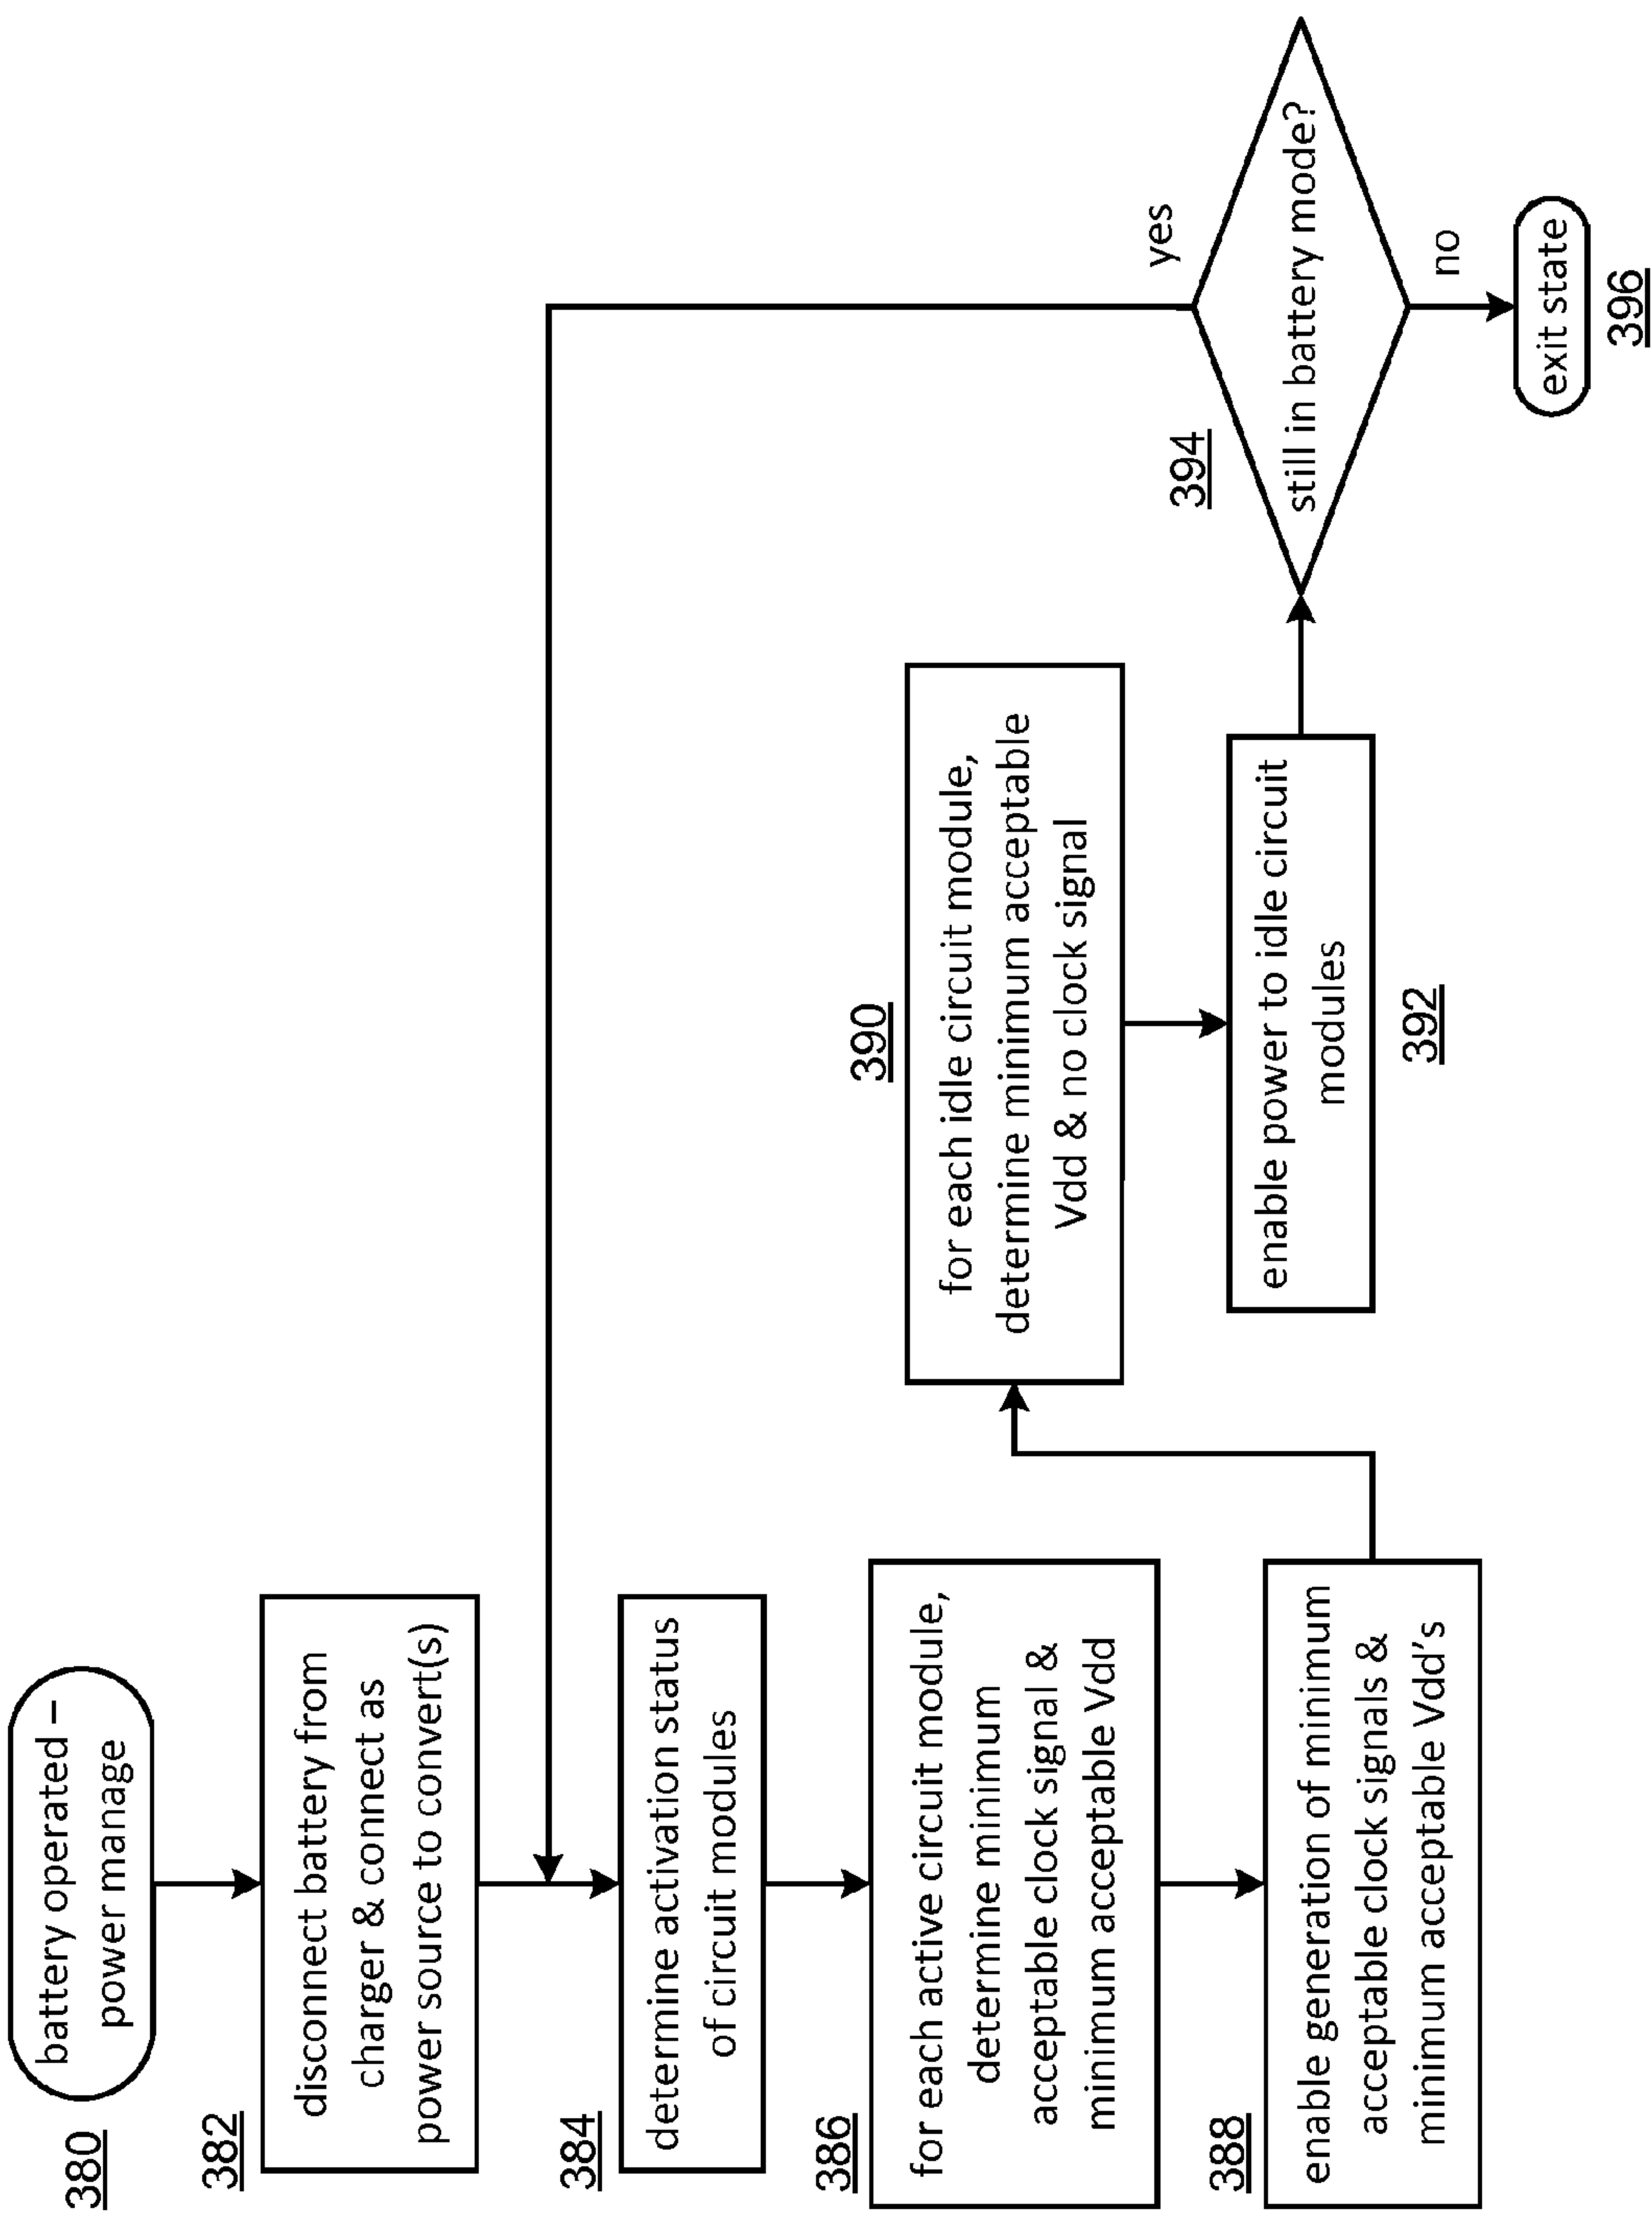 battery operated –
power manage
380
382
disconnect battery from
charger & connect as
power source to convert(s)
384
determine activation status
of circuit modules
386
for each active circuit module,
determine minimum
acceptable clock signal &
minimum acceptable Vdd
388
enable generation of minimum
acceptable clock signals &
minimum acceptable Vdd's
390
for each idle circuit module,
determine minimum acceptable
Vdd & no clock signal
enable power to idle circuit
modules
392
394
still in battery mode?
yes
no
exit state
396